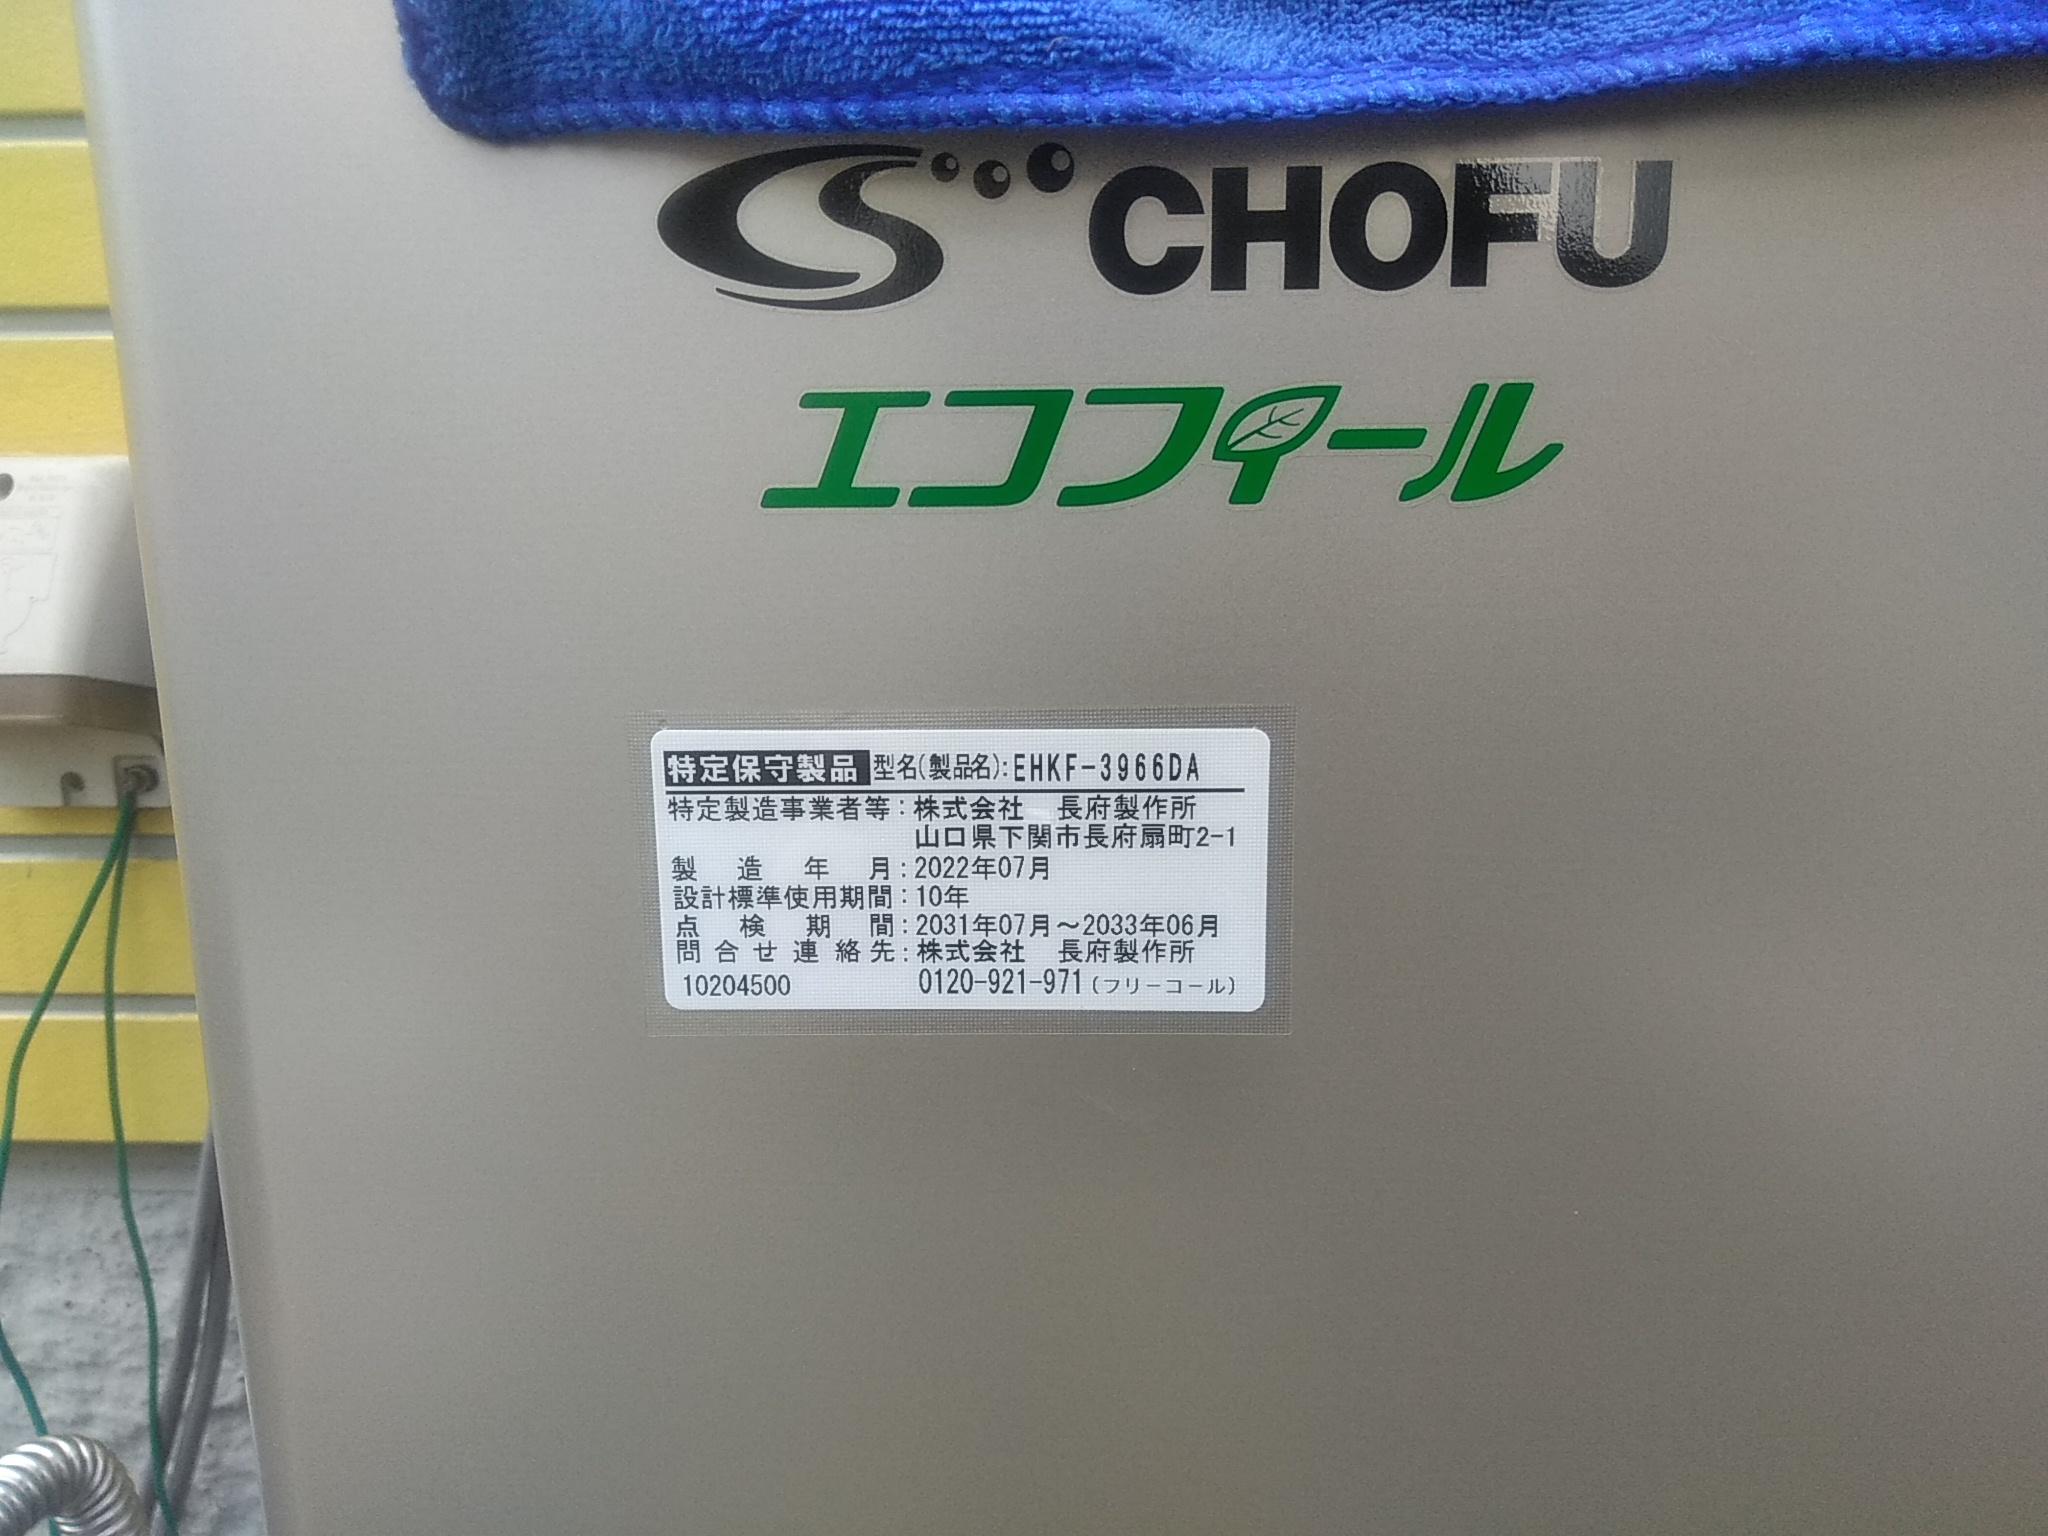 CHOFU
エコフィール
特定保守製品 型名(製品名):EHKF-3966DA
特定製造事業者等:株式会社 長府製作所
山口県下関市長府扇町2-1
製造年月:2022年07月
設計標準使用期間:10年
点検期間:2031年07月～2033年06月
問合せ連絡先:株式会社 長府製作所
10204500 0120-921-971(フリーコール)